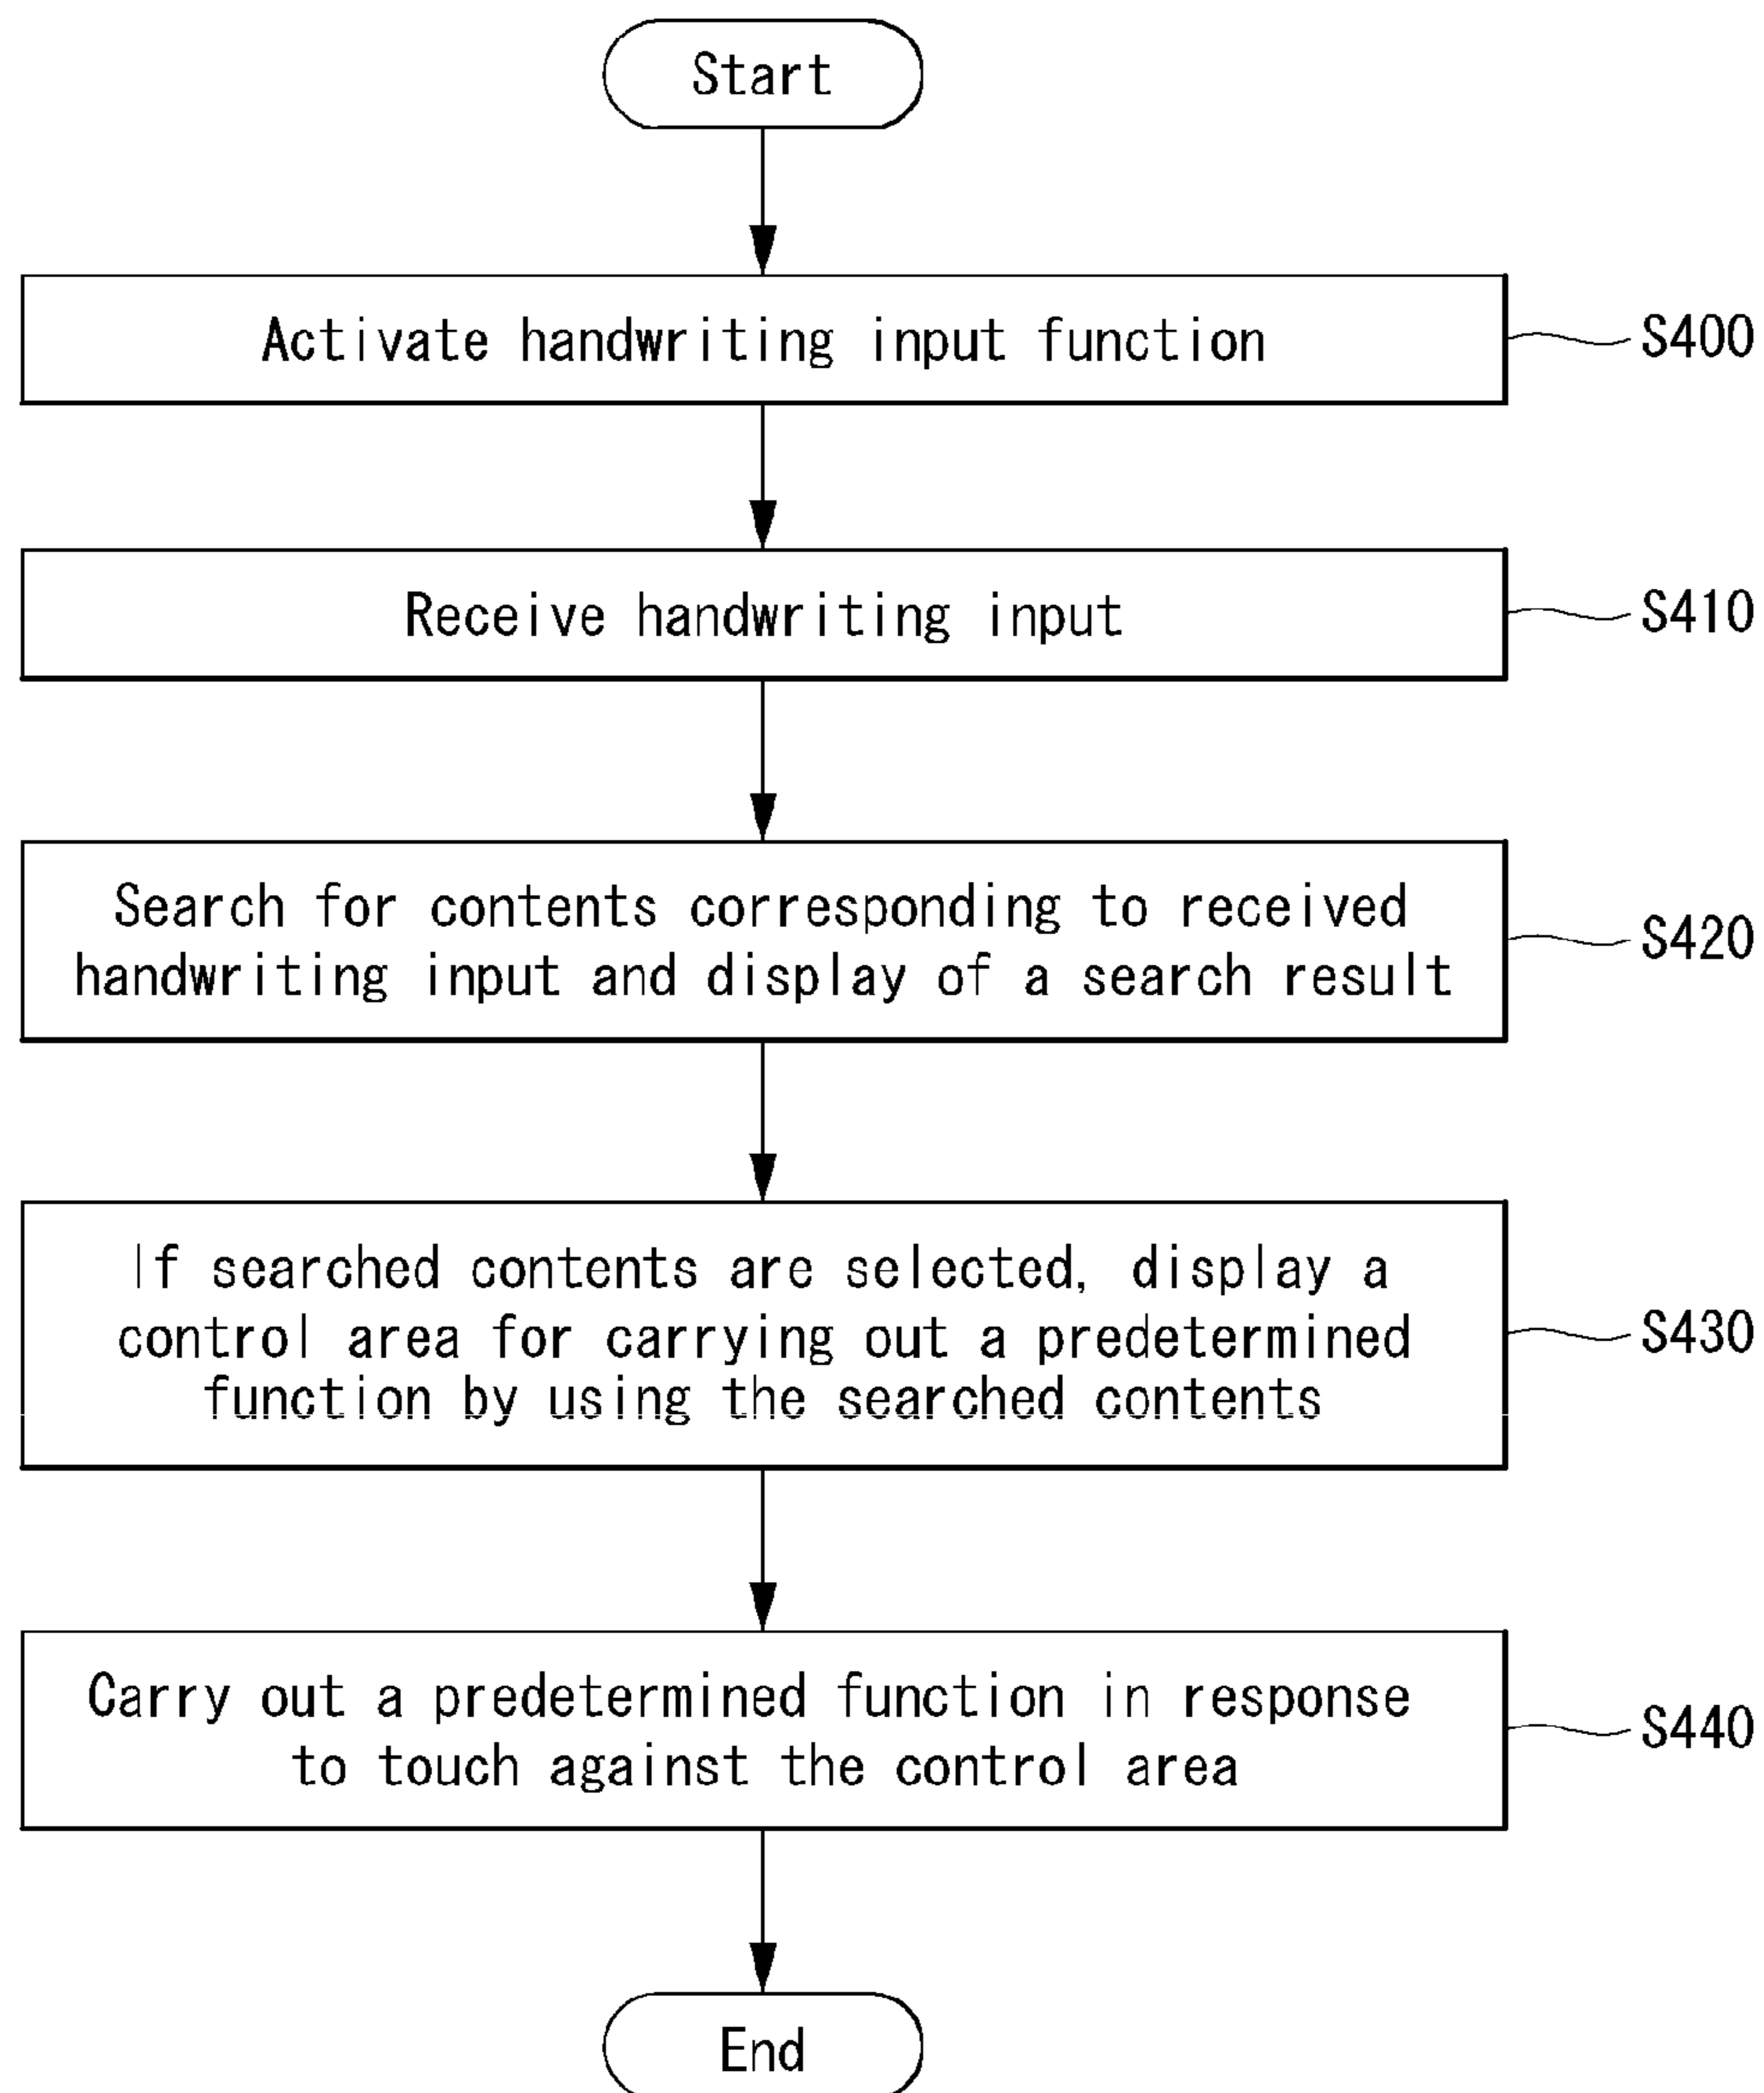 Start
Activate handwriting input function
S400
Receive handwriting input
S410
Search for contents corresponding to received
handwriting input and display of a search result
S420
If searched contents are selected, display a
control area for carrying out a predetermined
function by using the searched contents
S430
Carry out a predetermined function in response
to touch against the control area
S440
End